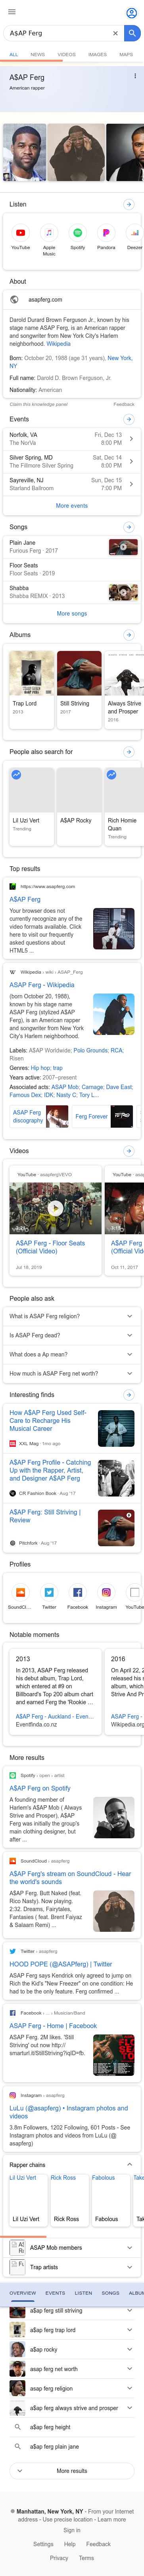 A$AP Ferg
ALL NEWS VIDEOS IMAGES MAPS
A$AP Ferg
American rapper
Listen
YouTube
Apple Music
Spotify
Pandora
Deezer
About
asapferg.com
Darold Durard Brown Ferguson Jr., known by his
stage name ASAP Ferg, is an American rapper
and songwriter from New York City's Harlem
neighborhood. Wikipedia
Born: October 20, 1988 (age 31 years), New York,
NY
Full name: Darold D. Brown Ferguson, Jr.
Nationality: American
Claim this knowledge panel Feedback
Events
Norfolk, VA Fri, Dec 13
The NorVa 8:00 PM
Silver Spring, MD Sat, Dec 14
The Fillmore Silver Spring 8:00 PM
Sayreville, NJ Sun, Dec 15
Starland Ballroom 7:00 PM
More events
Songs
Plain Jane
Furious Ferg · 2017
Floor Seats
Floor Seats · 2019
Shabba
Shabba REMIX · 2013
More songs
Albums
Trap Lord
2013
Still Striving
2017
Always Strive
and Prosper
2016
People also search for
Lil Uzi Vert
Trending
A$AP Rocky
Rich Homie
Quan
Trending
Top results
https://www.asapferg.com
A$AP Ferg
Your browser does not
currently recognize any of the
video formats available. Click
here to visit our frequently
asked questions about
HTML5 ...
Wikipedia › wiki › ASAP_Ferg
ASAP Ferg - Wikipedia
(born October 20, 1988),
known by his stage name
ASAP Ferg (stylized A$AP
Ferg), is an American rapper
and songwriter from New York
City's Harlem neighborhood.
Labels: ASAP Worldwide; Polo Grounds; RCA;
Risen
Genres: Hip hop; trap
Years active: 2007–present
Associated acts: ASAP Mob; Carnage; Dave East;
Famous Dex; IDK; Nasty C, Tory L...
ASAP Ferg
discography
Ferg Forever
Videos
YouTube · asapfergVEVO
A$AP Ferg - Floor Seats
(Official Video)
Jul 18, 2019
YouTube · asa
A$AP Ferg
(Official Vid
Oct 11, 2017
People also ask
What is ASAP Ferg religion?
Is ASAP Ferg dead?
What does a Ap mean?
How much is ASAP Ferg net worth?
Interesting finds
How A$AP Ferg Used Self-
Care to Recharge His
Musical Career
XXL Mag · 1mo ago
A$AP Ferg Profile - Catching
Up with the Rapper, Artist,
and Designer A$AP Ferg
CR Fashion Book · Aug '17
A$AP Ferg: Still Striving |
Review
Pitchfork · Aug '17
Profiles
SoundCl...
Twitter
Facebook
Instagram
YouTube
Notable moments
2013
In 2013, A$AP Ferg released
his debut album, Trap Lord,
which entered at #9 on
Billboard's Top 200 album chart
and earned Ferg the 'Rookie ...
A$AP Ferg - Auckland - Even...
Eventfinda.co.nz
2016
On April 22, 2
released his s
album, which
Strive And Pr
ASAP Ferg -
Wikipedia.org
More results
Spotify › open › artist
A$AP Ferg on Spotify
A founding member of
Harlem's A$AP Mob ( Always
Strive and Prosper), A$AP
Ferg was initially the group's
main clothing designer, but
after ...
SoundCloud › asapferg
A$AP Ferg's stream on SoundCloud - Hear
the world's sounds
A$AP Ferg. Butt Naked (feat.
Rico Nasty). Now playing.
2:32. Dreams, Fairytales,
Fantasies ( feat. Brent Faiyaz
& Salaam Remi) ...
Twitter › asapferg
HOOD POPE (@ASAPferg) | Twitter
A$AP Ferg says Kendrick only agreed to jump on
Rich the Kid's "New Freezer" on one condition: He
had to be the only feature. Ferg confirmed ...
Facebook › ... › Musician/Band
ASAP Ferg - Home | Facebook
ASAP Ferg. 2M likes. 'Still
Striving' out now http://
smarturl.it/StillStriving?iqID=fb.
Instagram › asapferg
LuLu (@asapferg) • Instagram photos and
videos
3.8m Followers, 1202 Following, 601 Posts - See
Instagram photos and videos from LuLu (@
asapferg)
Rapper chains
Lil Uzi Vert
Lil Uzi Vert
Rick Ross
Rick Ross
Fabolous
Fabolous
ASAP Mob members
Trap artists
OVERVIEW EVENTS LISTEN SONGS ALBUM
a$ap ferg still striving
a$ap ferg trap lord
a$ap rocky
asap ferg net worth
asap ferg religion
a$ap ferg always strive and prosper
a$ap ferg height
a$ap ferg plain jane
More results
Manhattan, New York, NY - From your Internet
address - Use precise location - Learn more
Sign in
Settings Help Feedback
Privacy Terms